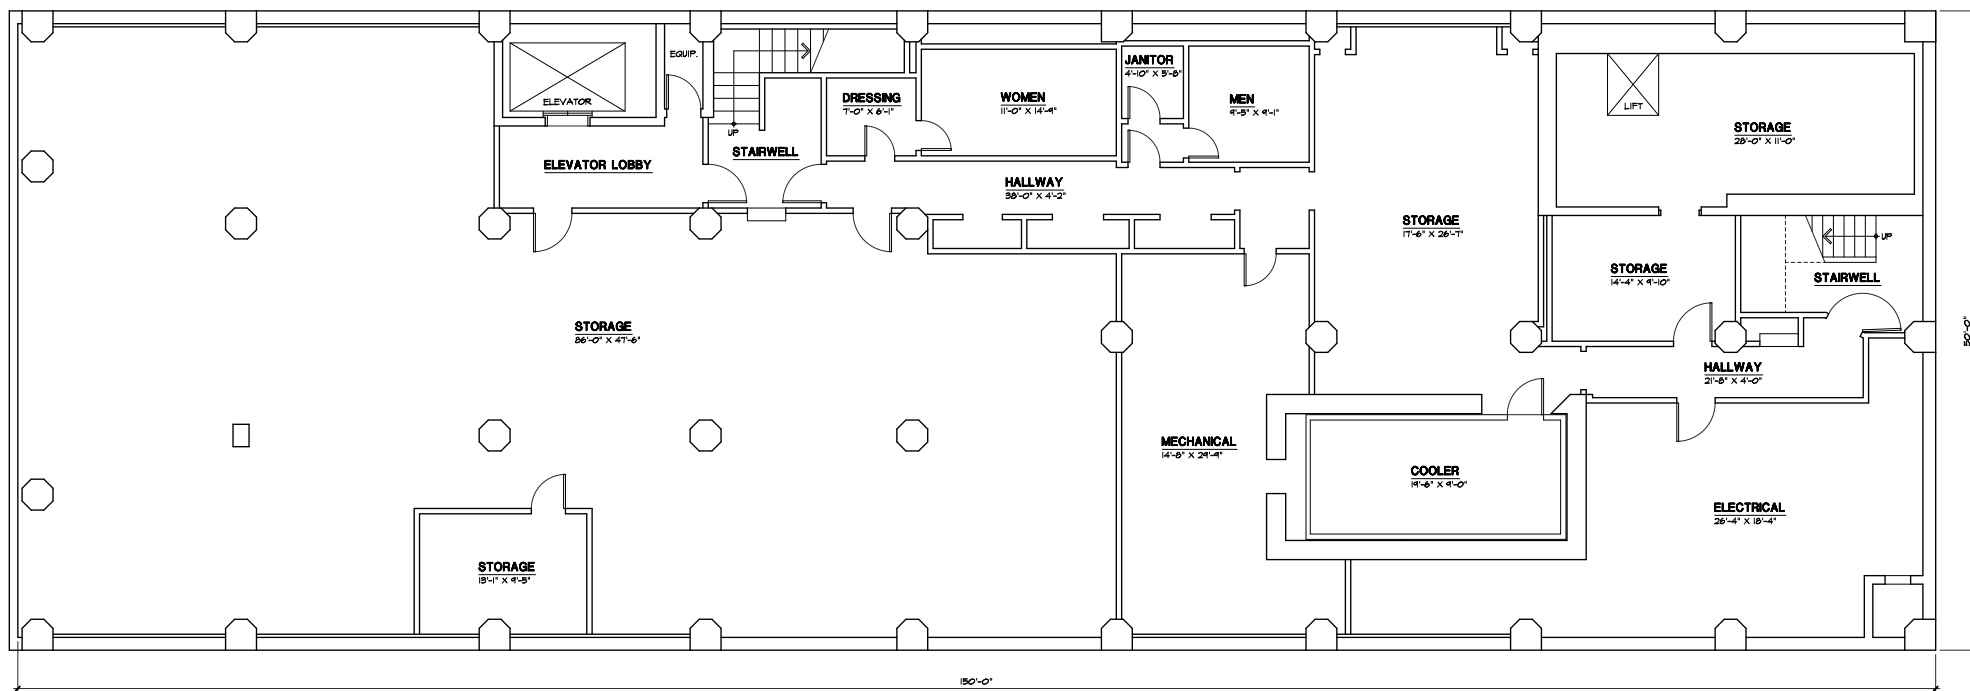 EQUIP.
ELEVATOR
UP
STAIRWELL
ELEVATOR LOBBY
DRESSING
7'-0" X 6'-1"
WOMEN
11'-0" X 14'-9"
JANITOR
4'-10" X 5'-8"
MEN
9'-5" X 9'-1"
LIFT
STORAGE
28'-0" X 11'-0"
HALLWAY
38'-0" X 4'-2"
STORAGE
17'-6" X 26'-7"
STORAGE
14'-4" X 9'-10"
UP
STAIRWELL
STORAGE
86'-0" X 47'-6"
50'-0"
HALLWAY
21'-8" X 4'-0"
MECHANICAL
14'-8" X 29'-9"
COOLER
19'-6" X 9'-0"
ELECTRICAL
26'-4" X 18'-4"
STORAGE
13'-1" X 9'-5"
150'-0"